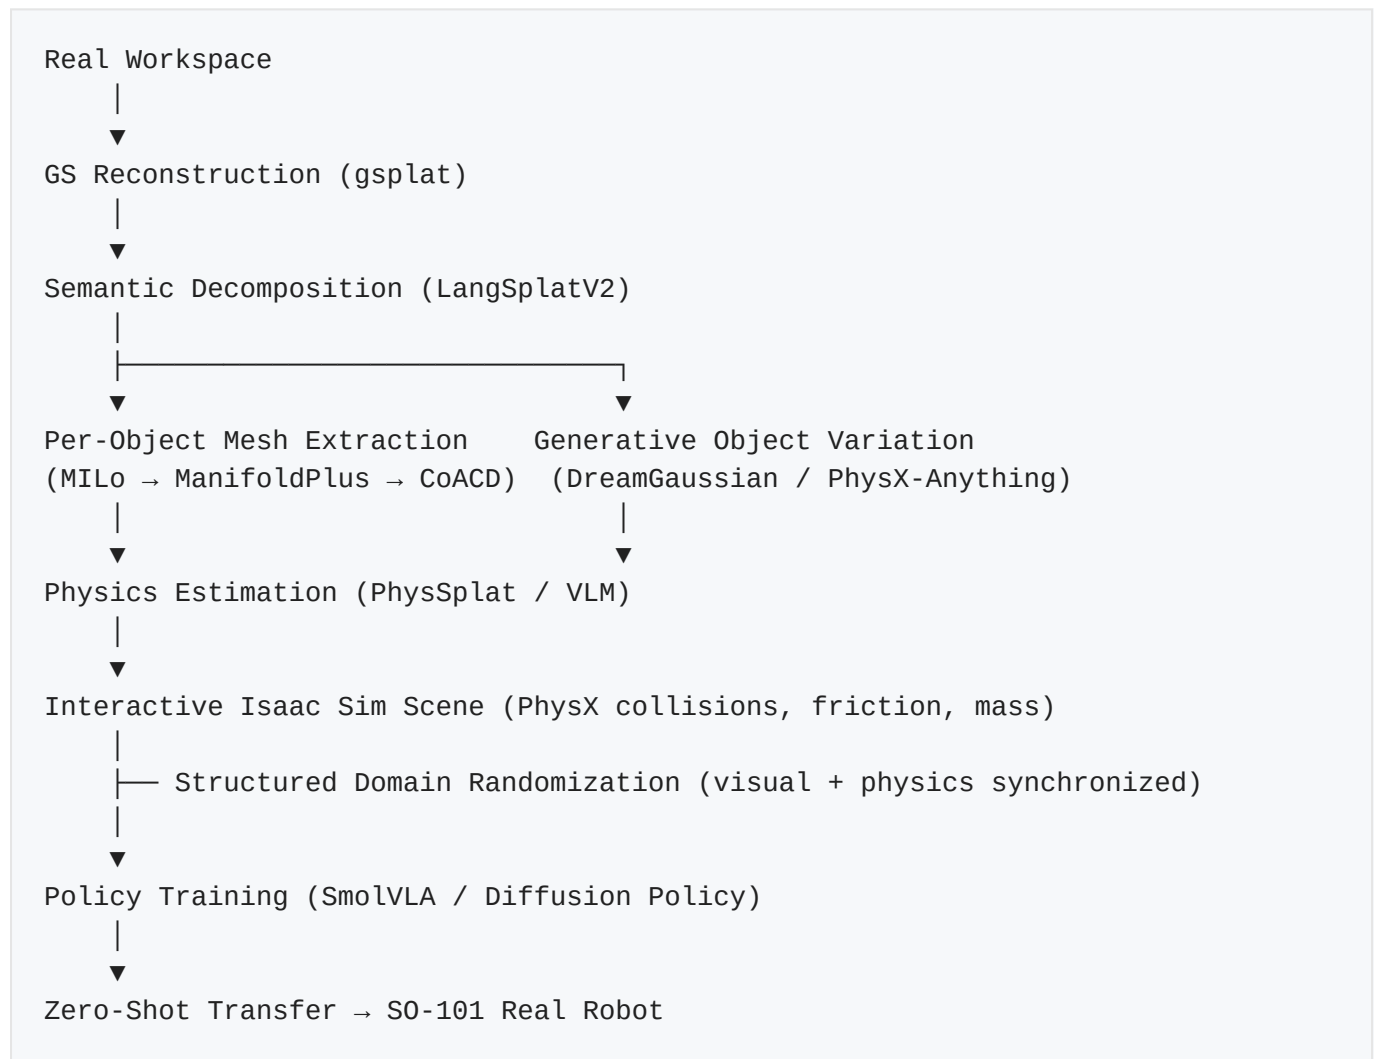 Real Workspace
│
▼
GS Reconstruction (gsplat)
│
▼
Semantic Decomposition (LangSplatV2)
│
├──────────────────────────────┐
▼                              ▼
Per-Object Mesh Extraction    Generative Object Variation
(MILo → ManifoldPlus → CoACD)  (DreamGaussian / PhysX-Anything)
│                              │
▼                              ▼
Physics Estimation (PhysSplat / VLM)
│
▼
Interactive Isaac Sim Scene (PhysX collisions, friction, mass)
│
├── Structured Domain Randomization (visual + physics synchronized)
│
▼
Policy Training (SmolVLA / Diffusion Policy)
│
▼
Zero-Shot Transfer → SO-101 Real Robot